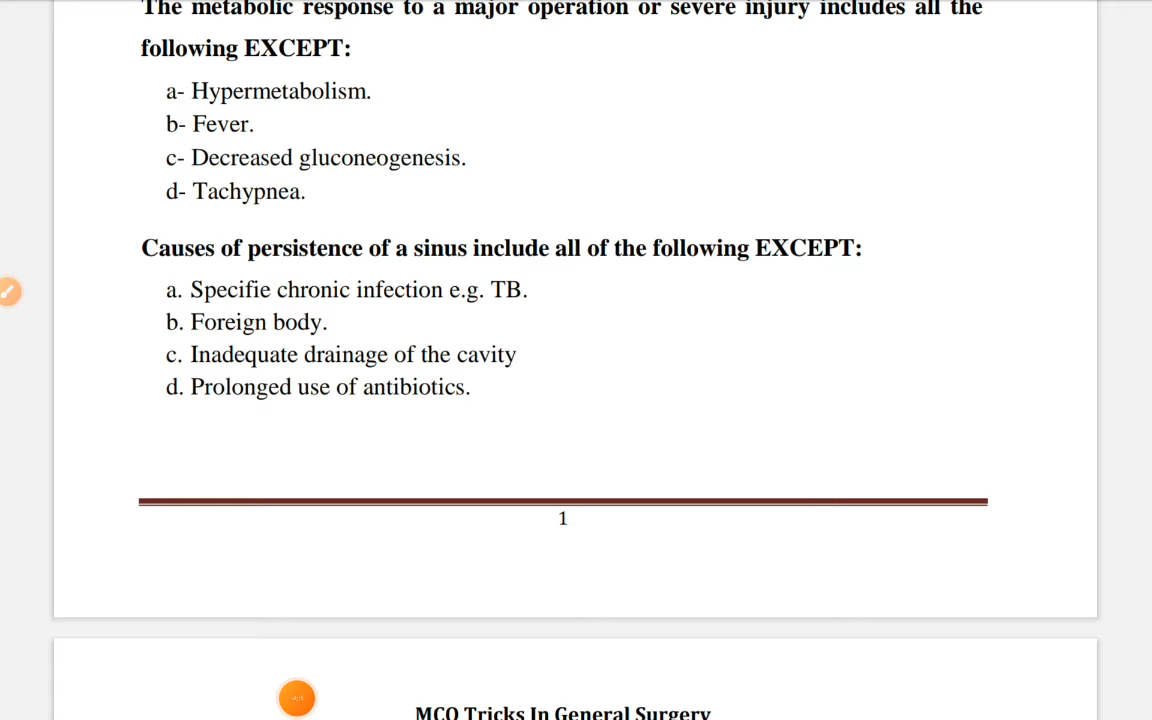 The metabolic response to a major operation or severe injury includes all the
following EXCEPT:
a- Hypermetabolism.
b- Fever.
c- Decreased gluconeogenesis.
d- Tachypnea.
Causes of persistence of a sinus include all of the following EXCEPT:
a. Specifie chronic infection e.g. TB.
b. Foreign body.
c. Inadequate drainage of the cavity
d. Prolonged use of antibiotics.
1
MCQ Tricks In General Surgery